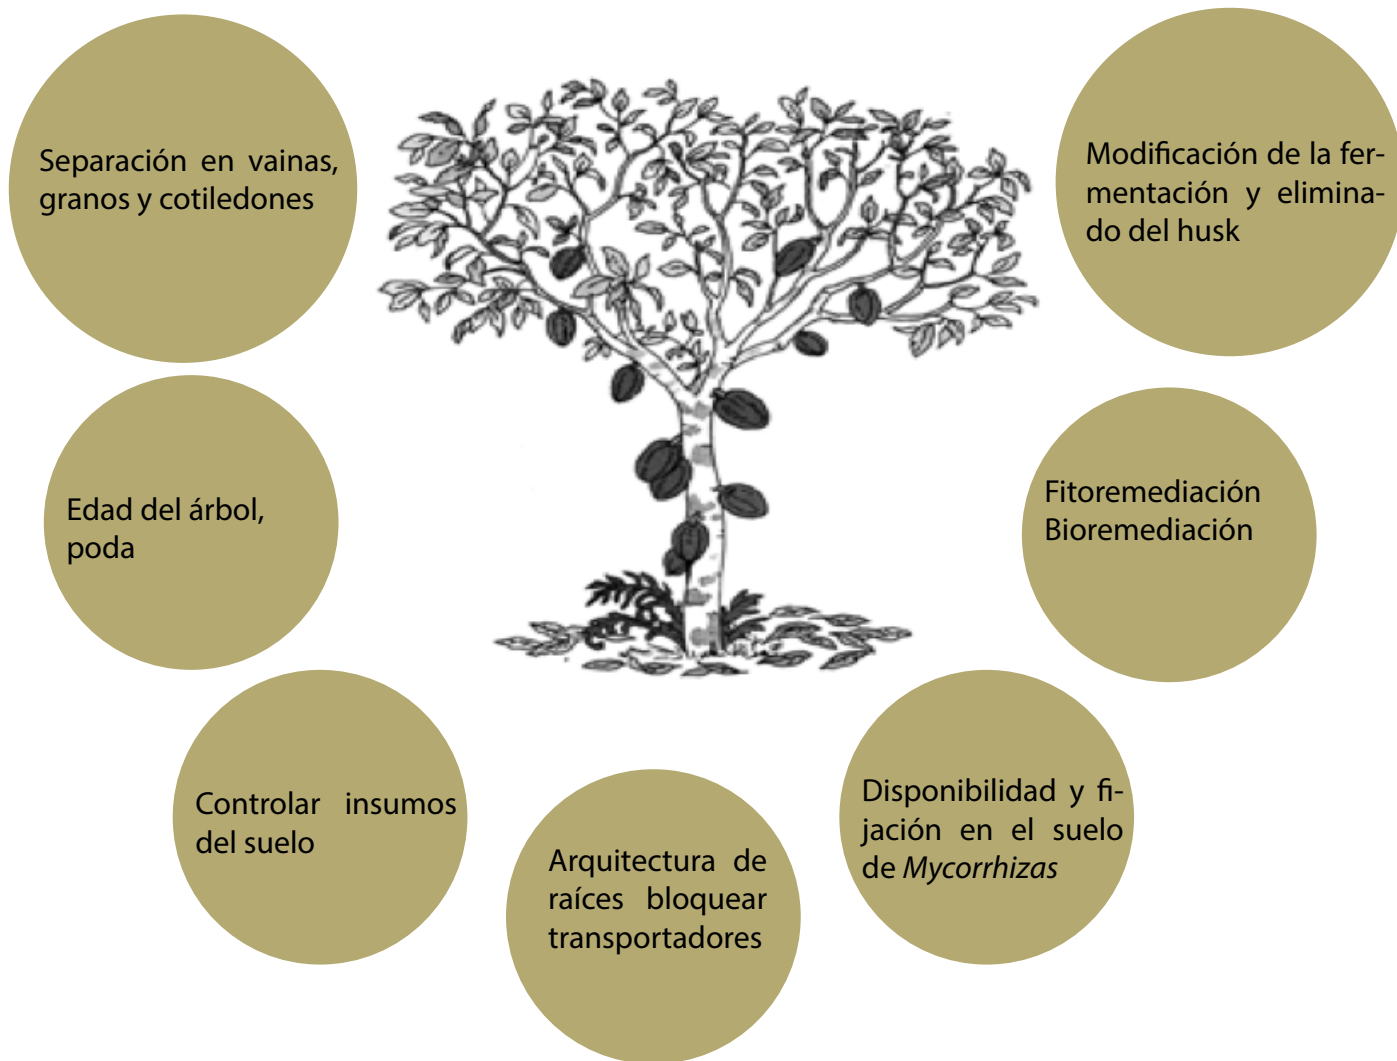 Separación en vainas,
granos y cotiledones
Modificación de la fer-
mentación y elimina-
do del husk
Edad del árbol,
poda
Fitoremediación
Bioremediación
Controlar insumos
del suelo
Disponibilidad y fi-
jación en el suelo
de Mycorrhizas
Arquitectura de
raíces bloquear
transportadores